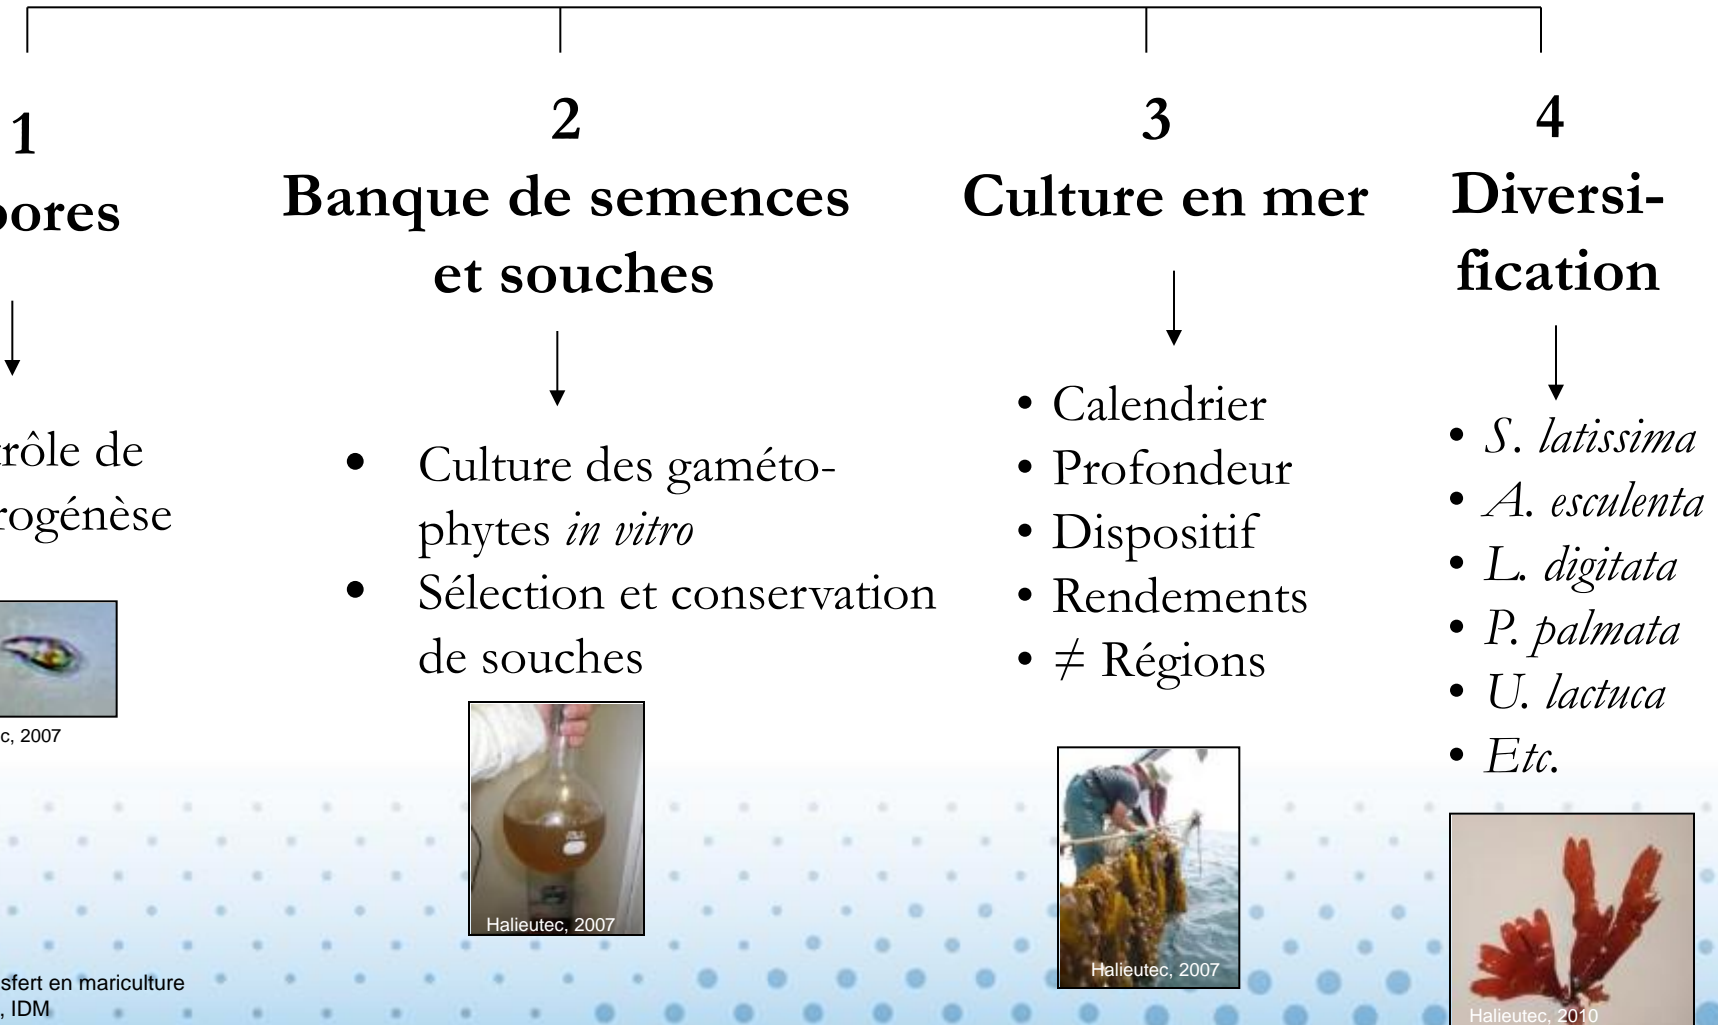 1
pores
trôle de
rogénèse
c, 2007
2
Banque de semences
et souches
• Culture des gaméto-
phytes in vitro
• Sélection et conservation
de souches
Halieutec, 2007
3
Culture en mer
• Calendrier
• Profondeur
• Dispositif
• Rendements
• ≠ Régions
Halieutec, 2007
4
Diversi-
fication
• S. latissima
• A. esculenta
• L. digitata
• P. palmata
• U. lactuca
• Etc.
Halieutec, 2010
sfert en mariculture
, IDM